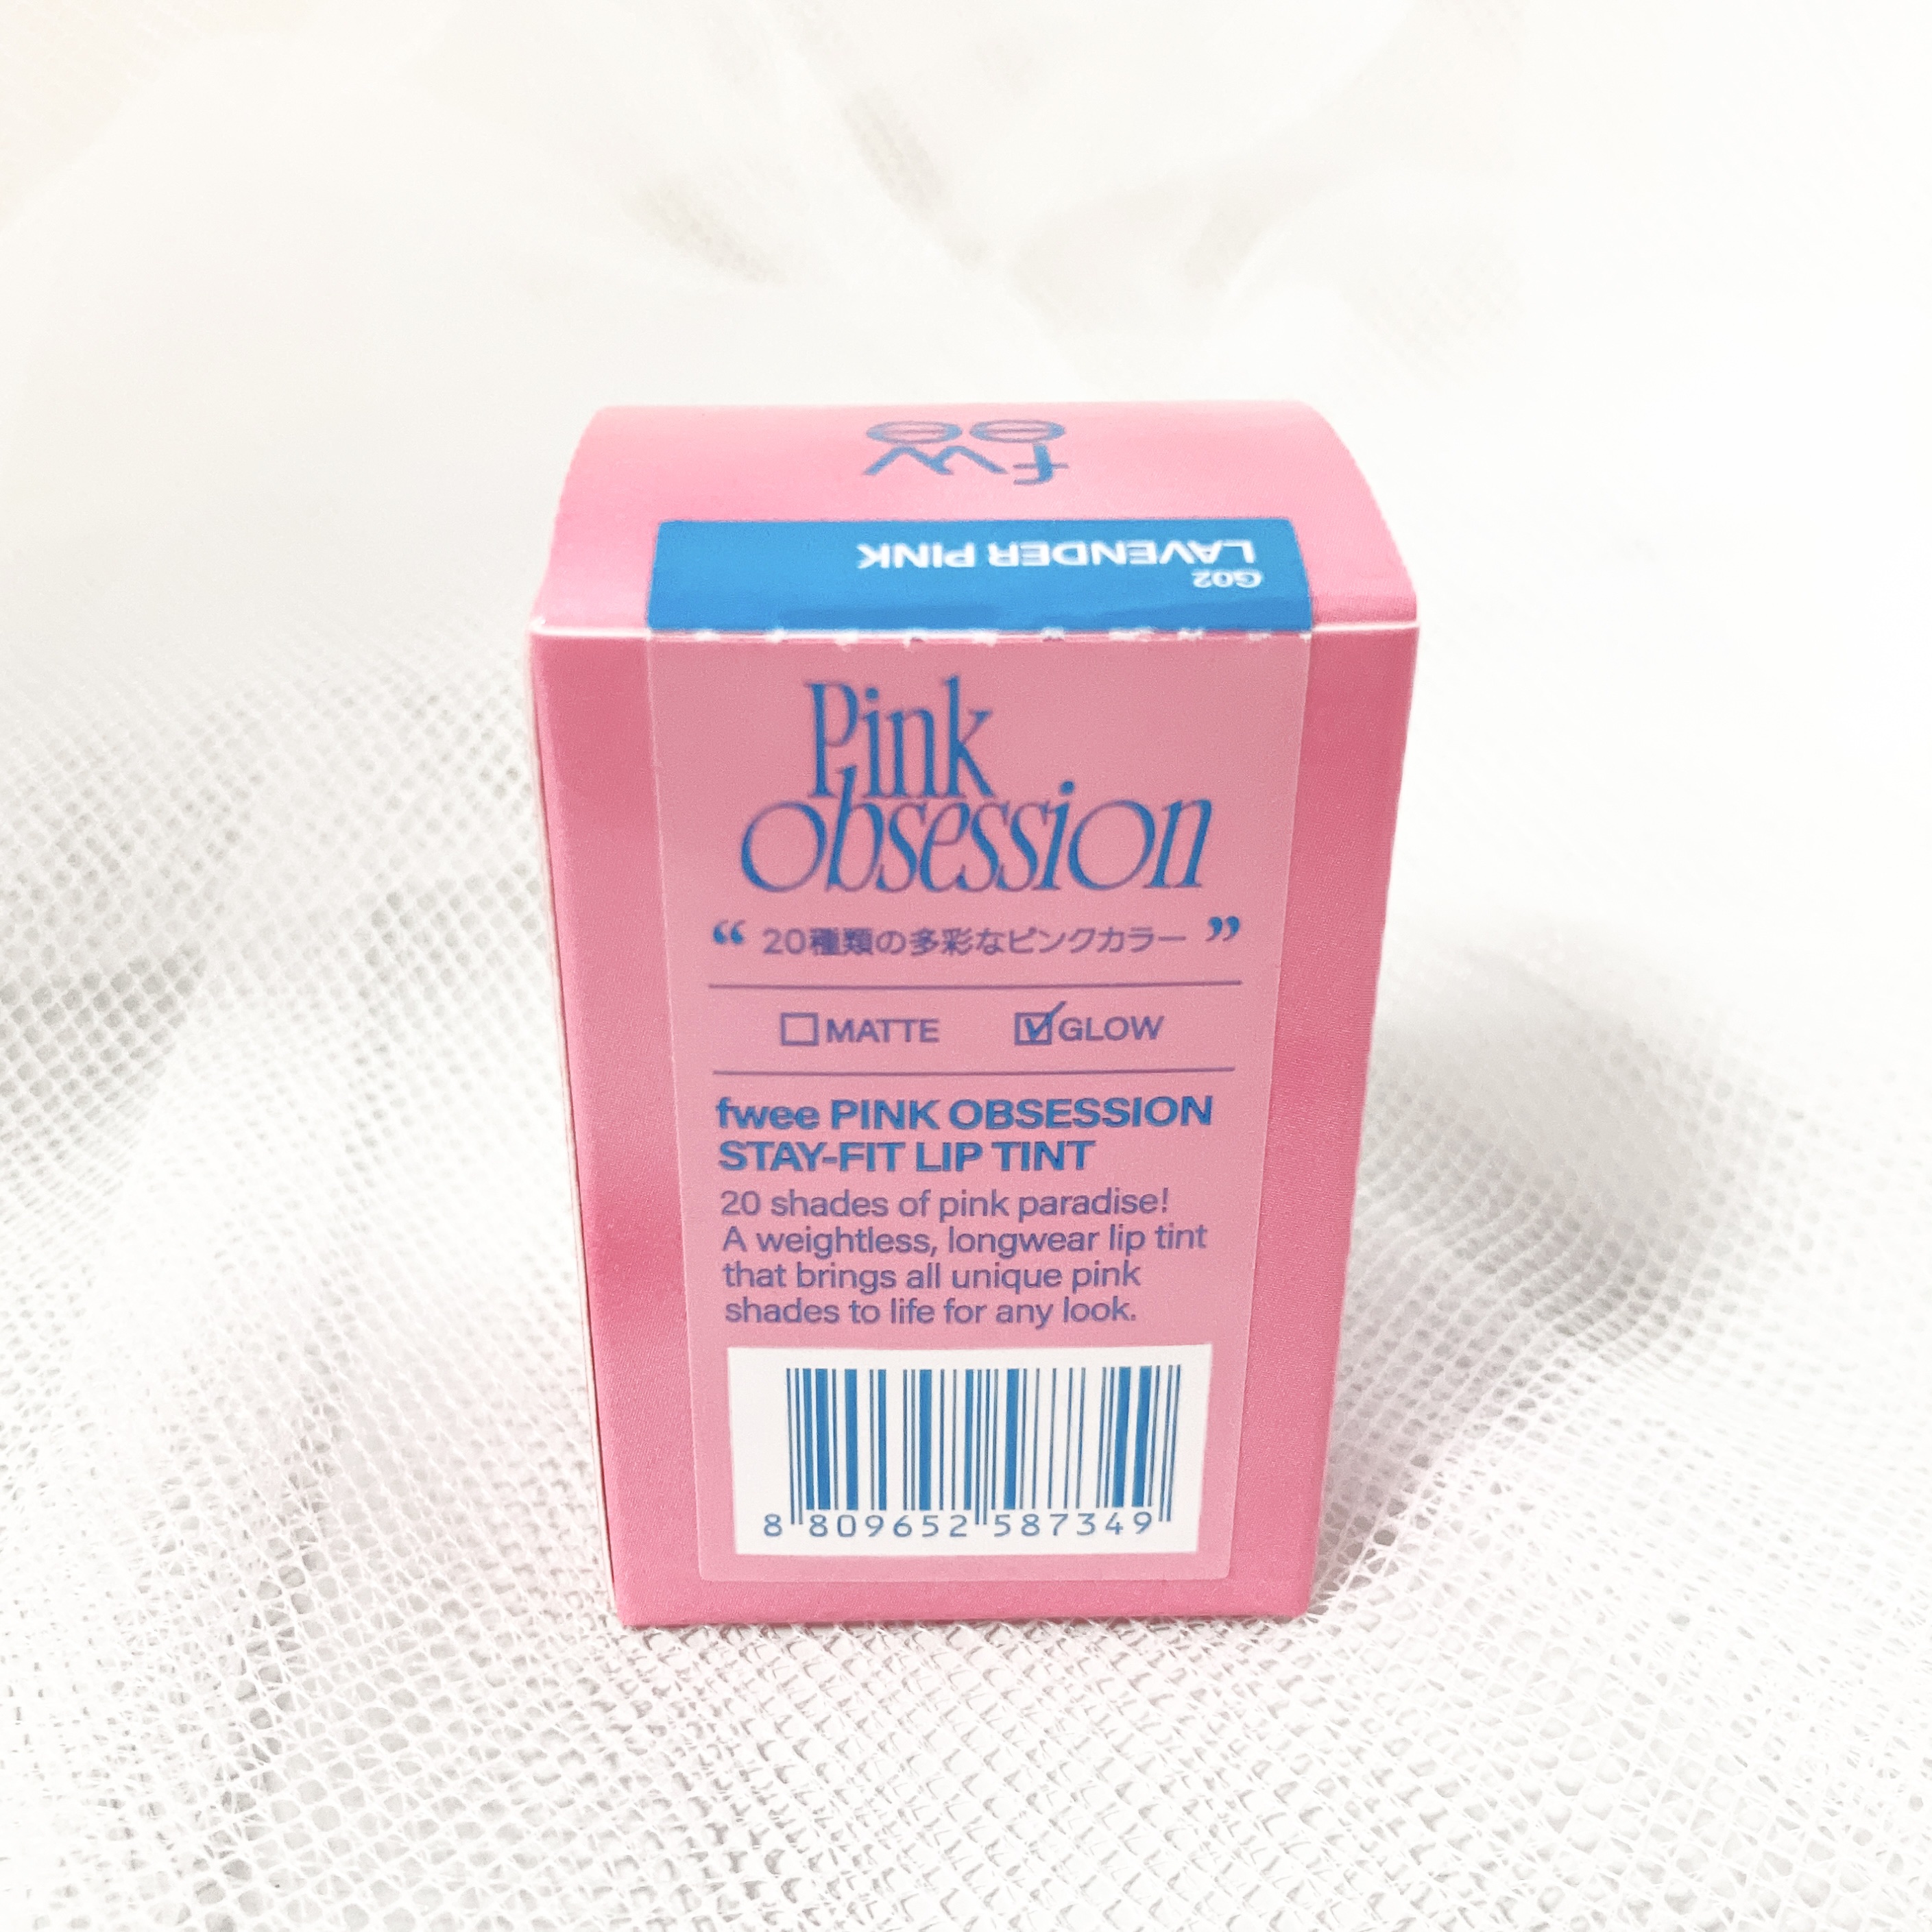 fw
ee
G02
LAVENDER PINK
Pink
obsession
“ 20種類の多彩なピンクカラー ”
MATTE GLOW
fwee PINK OBSESSION
STAY-FIT LIP TINT
20 shades of pink paradise!
A weightless, longwear lip tint
that brings all unique pink
shades to life for any look.
8 809652 587349